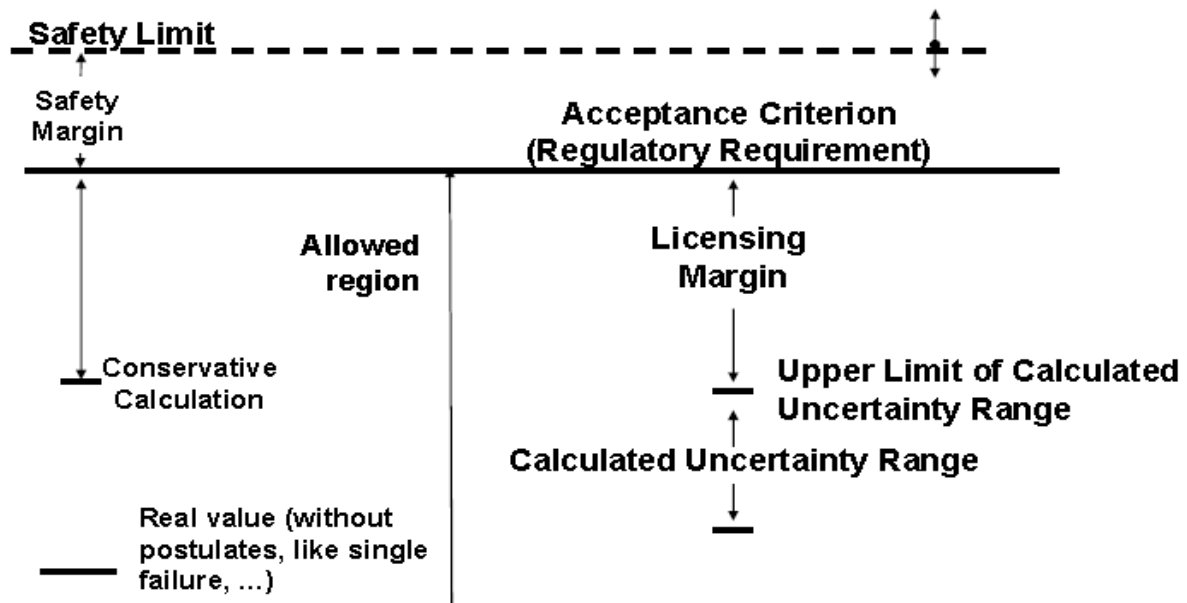 Safety Limit
Safety
Margin
Acceptance Criterion
(Regulatory Requirement)
Allowed
region
Licensing
Margin
Conservative
Calculation
Upper Limit of Calculated
Uncertainty Range
Calculated Uncertainty Range
Real value (without
postulates, like single
failure, ...)